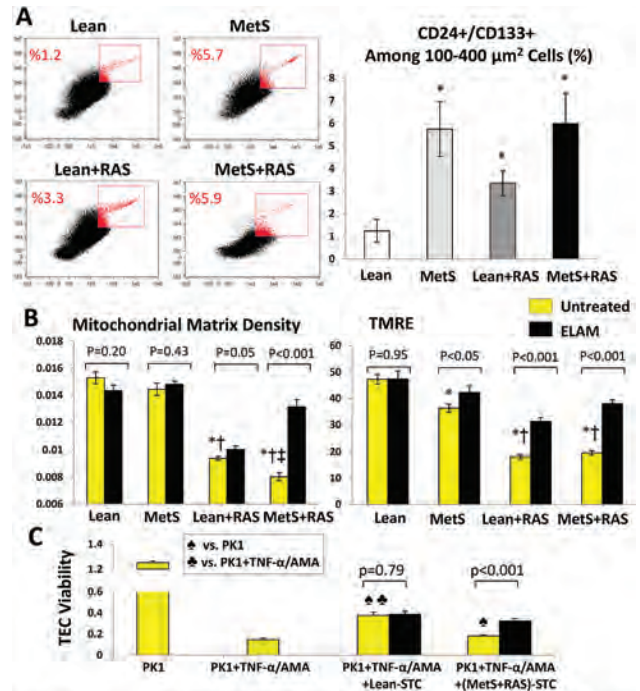 A
Lean
%1.2
MetS
%5.7
Lean+RAS
%3.3
MetS+RAS
%5.9
CD24+/CD133+
Among 100-400 µm² Cells (%)
8
7
6
5
4
3
2
1
0
*
*
*
Lean MetS Lean+RAS MetS+RAS
Untreated
ELAM
B
Mitochondrial Matrix Density
0.018
0.016
0.014
0.012
0.01
0.008
0.006
P=0.20 P=0.43 P=0.05 P<0.001
*†
*†‡
Lean MetS Lean+RAS MetS+RAS
TMRE
60
50
40
30
20
10
0
P=0.95 P<0.05 P<0.001 P<0.001
*
*†
*†
Lean MetS Lean+RAS MetS+RAS
C
TEC Viability
1.4
1.2
0.6
0.4
0.2
0
♠ vs. PK1
♣ vs. PK1+TNF-α/AMA
p=0.79
p<0.001
♠♣
♠
PK1
PK1+TNF-α/AMA
PK1+TNF-α/AMA
+Lean-STC
PK1+TNF-α/AMA
+(MetS+RAS)-STC